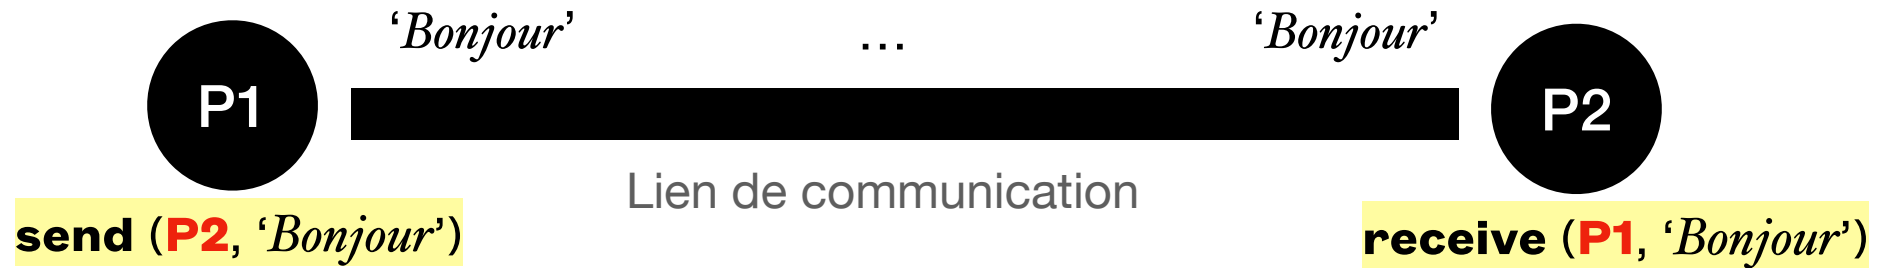 ‘Bonjour’ ... ‘Bonjour’
P1 P2
Lien de communication
send (P2, ‘Bonjour’) receive (P1, ‘Bonjour’)